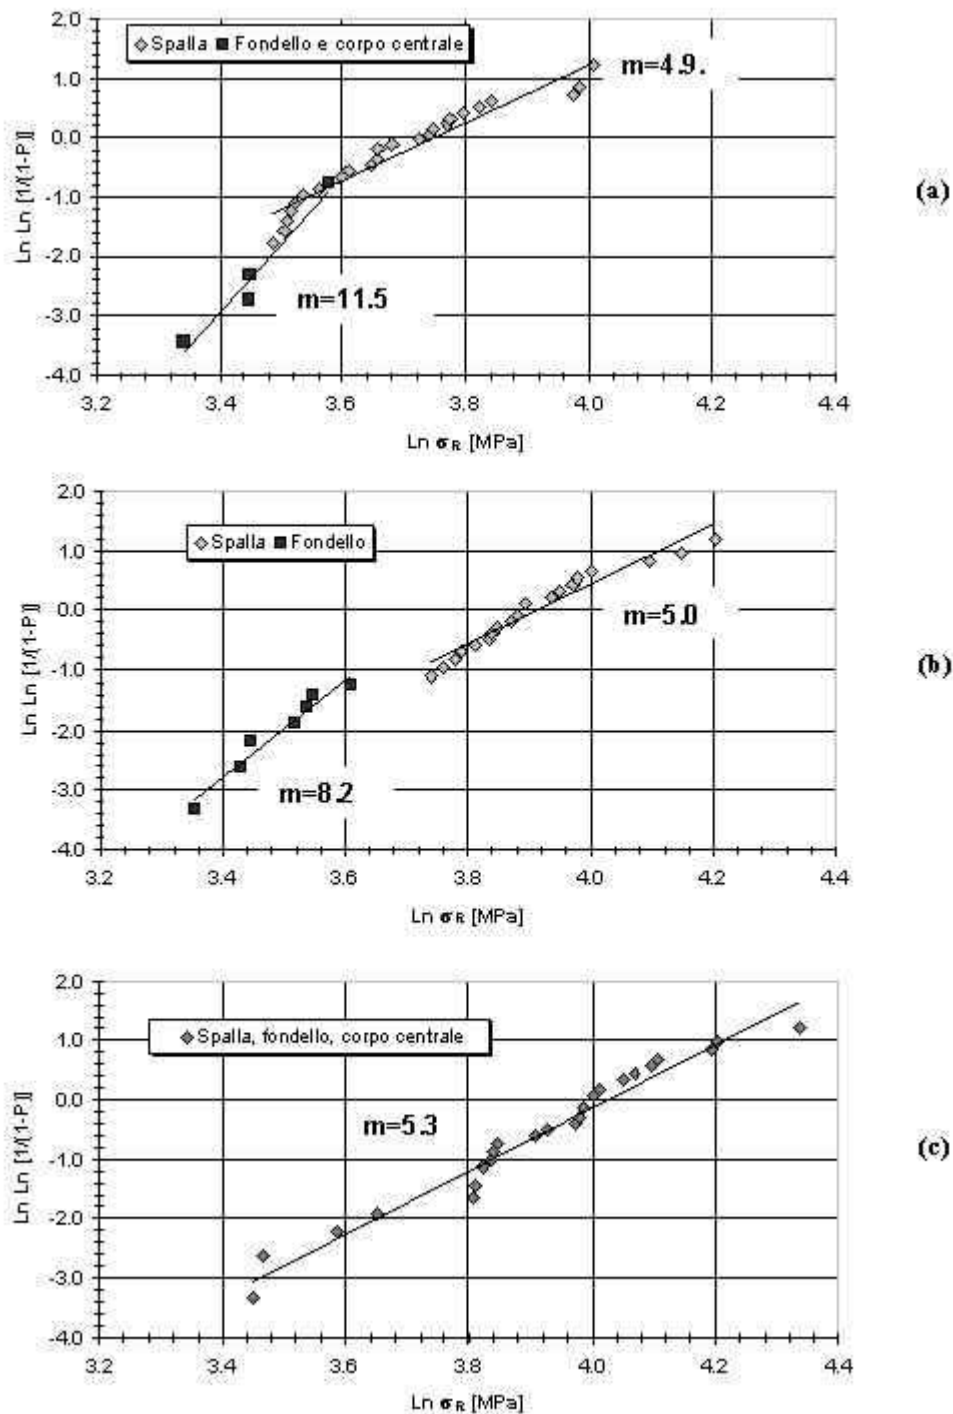 2.0
Spalla Fondello e corpo centrale
m=4.9.
1.0
0.0
-1.0
-2.0
m=11.5
-3.0
-4.0
Ln Ln [1/(1-P)]
3.2 3.4 3.6 3.8 4.0 4.2 4.4
Ln σR [MPa]
(a)
2.0
Spalla Fondello
1.0
0.0
m=5.0
-1.0
-2.0
m=8.2
-3.0
-4.0
Ln Ln [1/(1-P)]
3.2 3.4 3.6 3.8 4.0 4.2 4.4
Ln σR [MPa]
(b)
2.0
Spalla, fondello, corpo centrale
1.0
0.0
m=5.3
-1.0
-2.0
-3.0
-4.0
Ln Ln [1/(1-P)]
3.2 3.4 3.6 3.8 4.0 4.2 4.4
Ln σR [MPa]
(c)